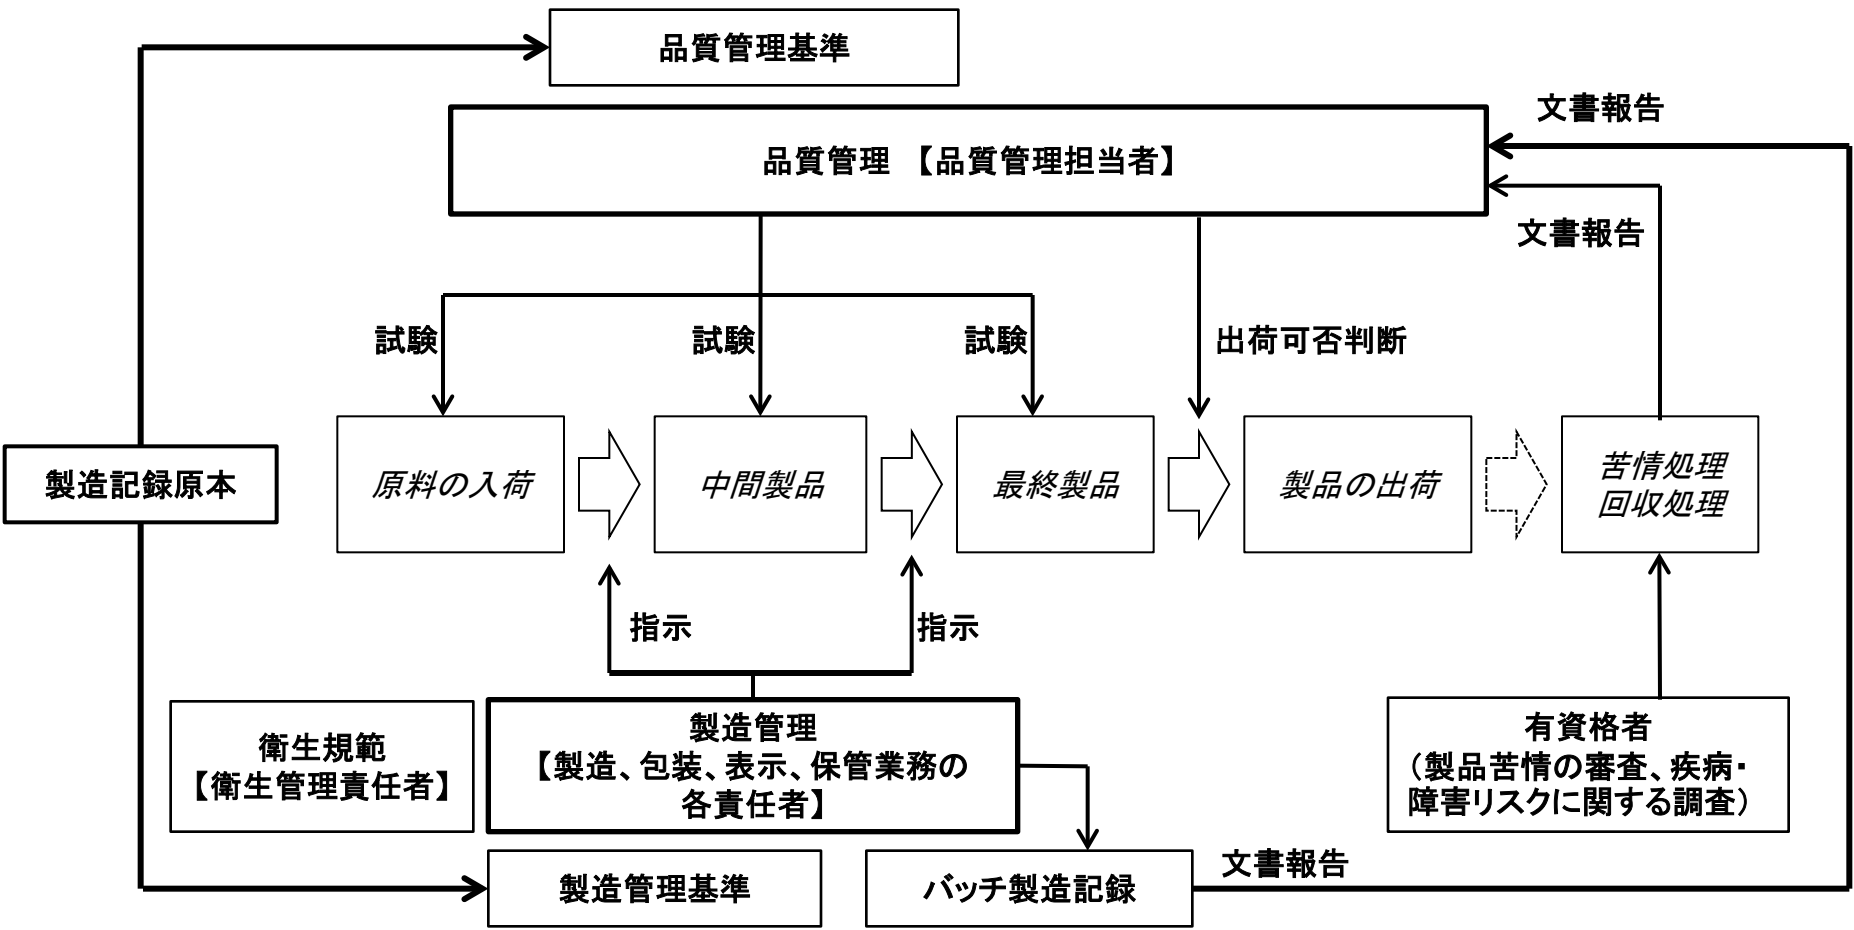 品質管理基準
文書報告
品質管理 【品質管理担当者】
文書報告
試験
試験
試験
出荷可否判断
製造記録原本
原料の入荷
中間製品
最終製品
製品の出荷
苦情処理
回収処理
指示
指示
衛生規範
【衛生管理責任者】
製造管理
【製造、包装、表示、保管業務の
各責任者】
有資格者
（製品苦情の審査、疾病・
障害リスクに関する調査）
製造管理基準
バッチ製造記録
文書報告